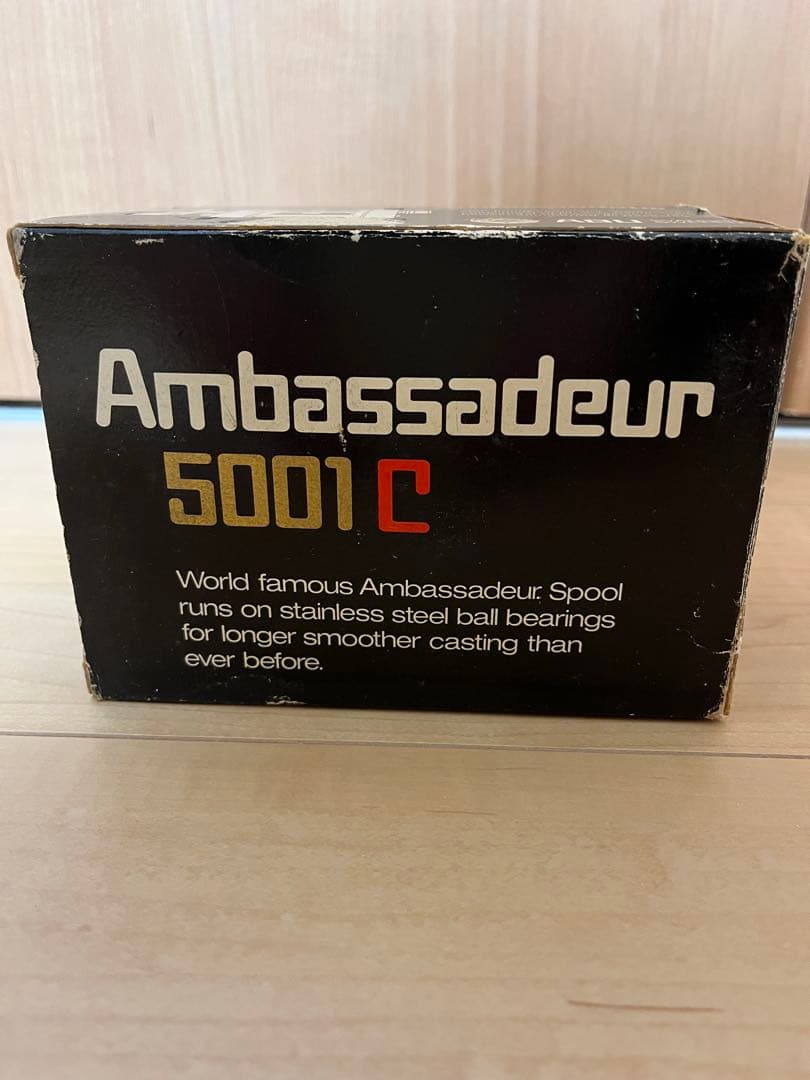 Ambassadeur
5001 C
World famous Ambassadeur. Spool
runs on stainless steel ball bearings
for longer smoother casting than
ever before.